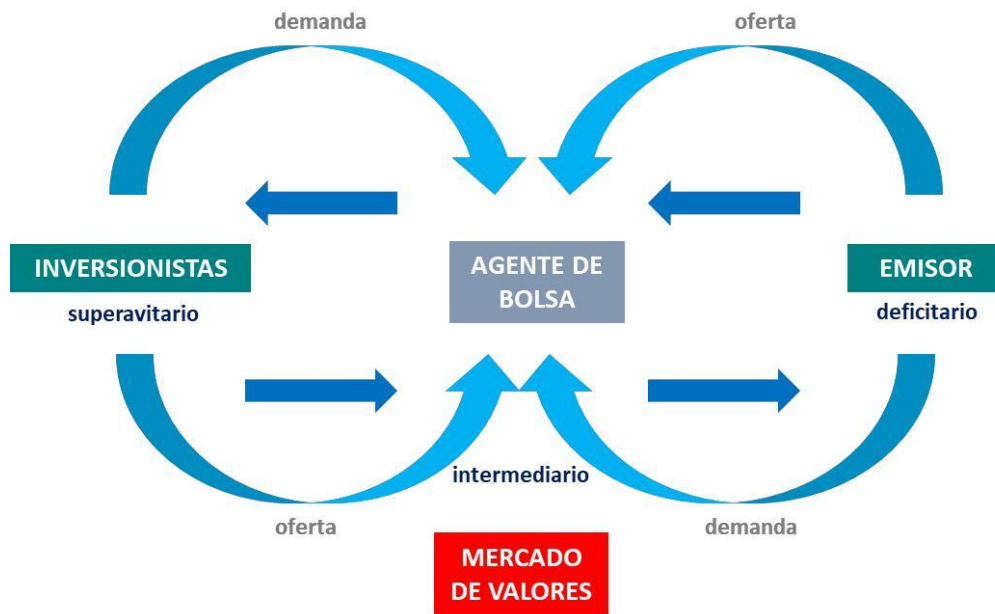 demanda
oferta
INVERSIONISTAS
superavitario
AGENTE DE
BOLSA
EMISOR
deficitario
intermediario
oferta
demanda
MERCADO
DE VALORES